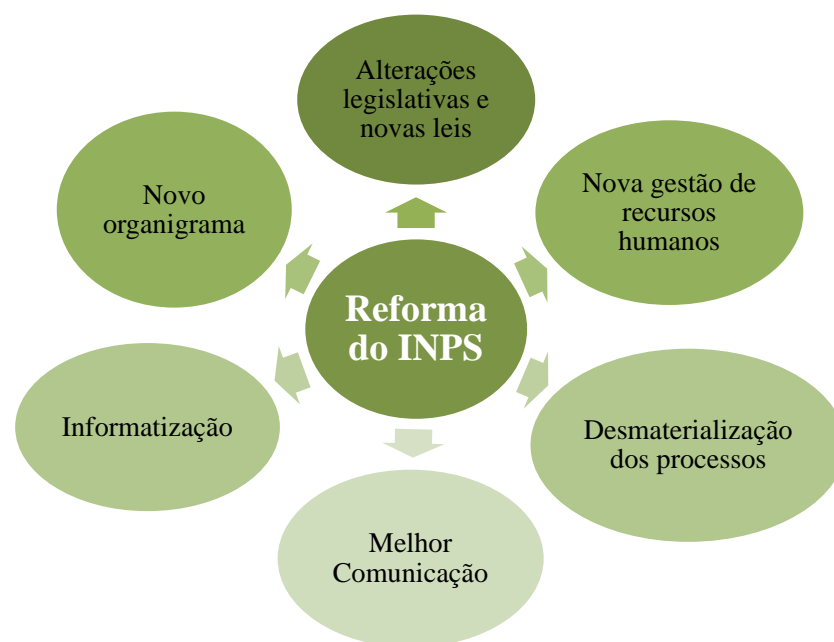 Alterações
legislativas e
novas leis
Novo
organigrama
Nova gestão de
recursos
humanos
Reforma
do INPS
Informatização
Desmaterialização
dos processos
Melhor
Comunicação